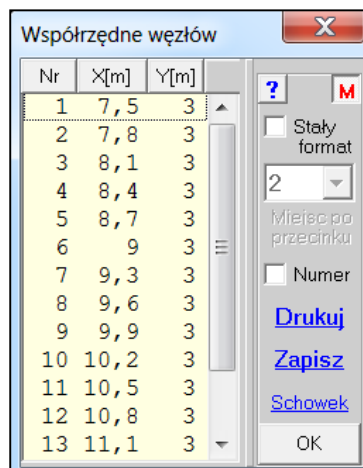 Współrzędne węzłów
Nr X[m] Y[m]
1 7,5 3
2 7,8 3
3 8,1 3
4 8,4 3
5 8,7 3
6 9 3
7 9,3 3
8 9,6 3
9 9,9 3
10 10,2 3
11 10,5 3
12 10,8 3
13 11,1 3
? M
Stały
format
2
Miejsc po
przecinku
Numer
Drukuj
Zapisz
Schowek
OK